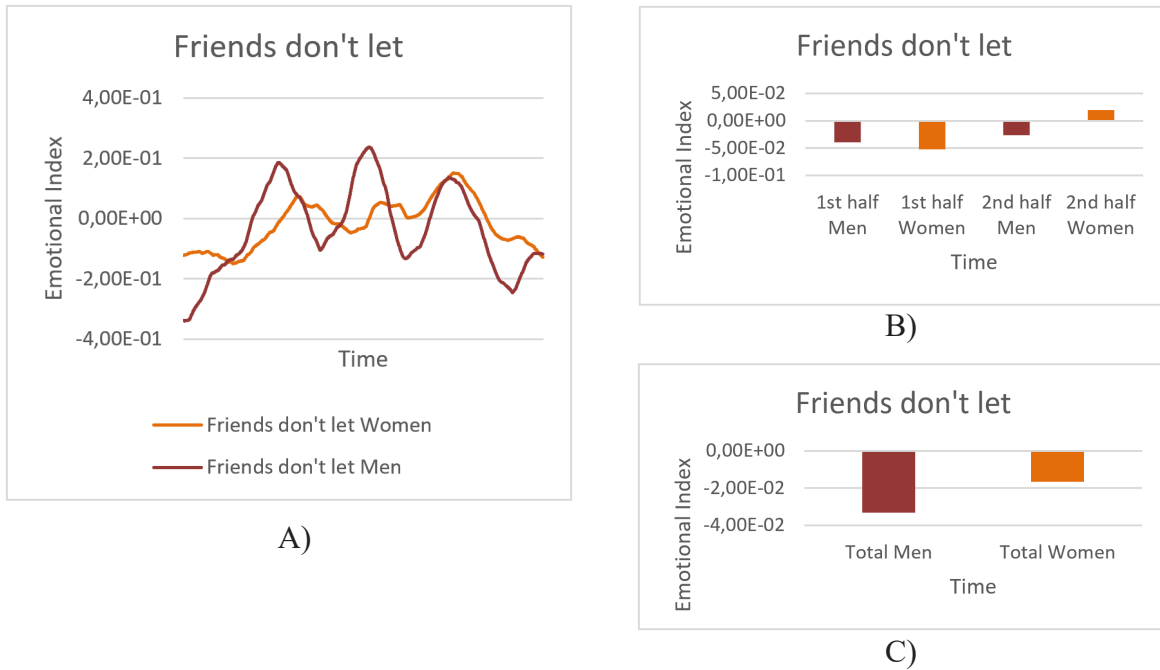 Friends don't let
4,00E-01
2,00E-01
0,00E+00
-2,00E-01
-4,00E-01
Emotional Index
Time
Friends don't let Women
Friends don't let Men
A)
Friends don't let
5,00E-02
0,00E+00
-5,00E-02
-1,00E-01
Emotional Index
1st half 1st half 2nd half 2nd half
Men Women Men Women
Time
B)
Friends don't let
0,00E+00
-2,00E-02
-4,00E-02
Emotional Index
Total Men Total Women
Time
C)